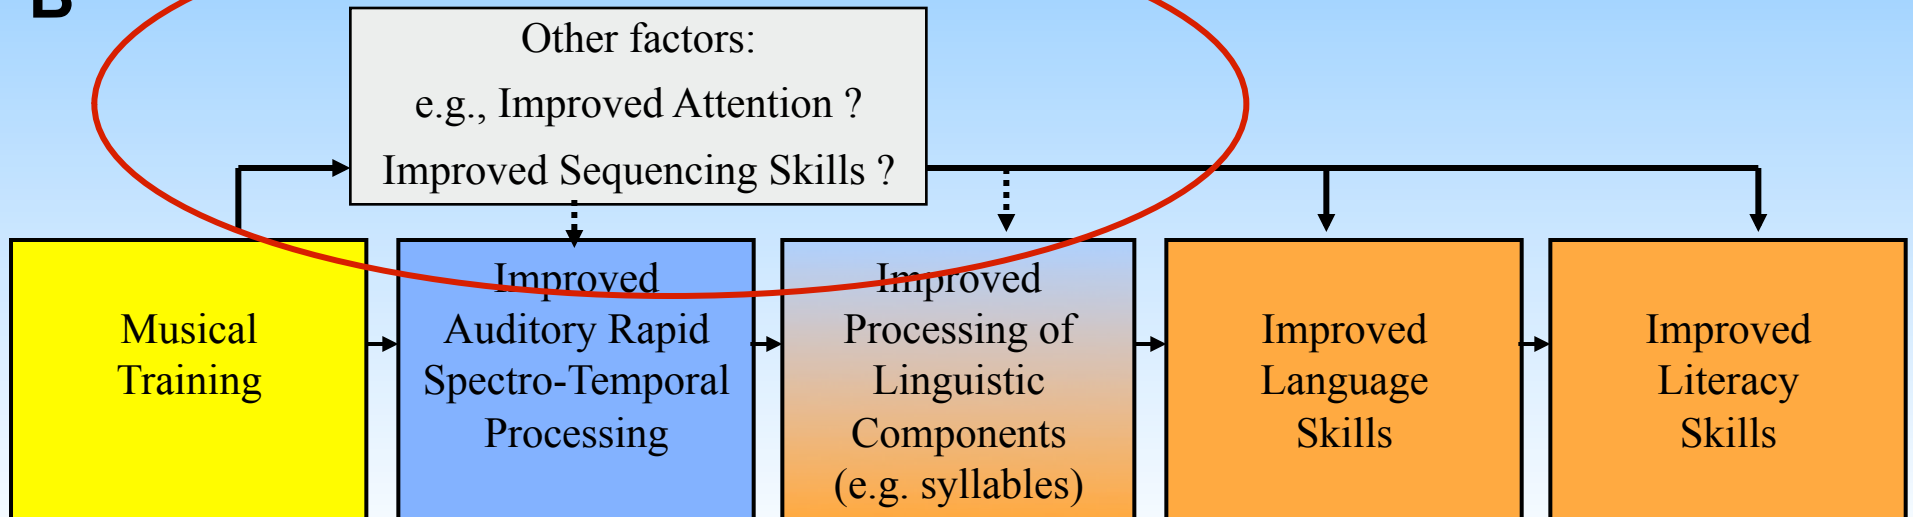 B
Other factors:
e.g., Improved Attention ?
Improved Sequencing Skills ?
Musical
Training
Improved
Auditory Rapid
Spectro-Temporal
Processing
Improved
Processing of
Linguistic
Components
(e.g. syllables)
Improved
Language
Skills
Improved
Literacy
Skills